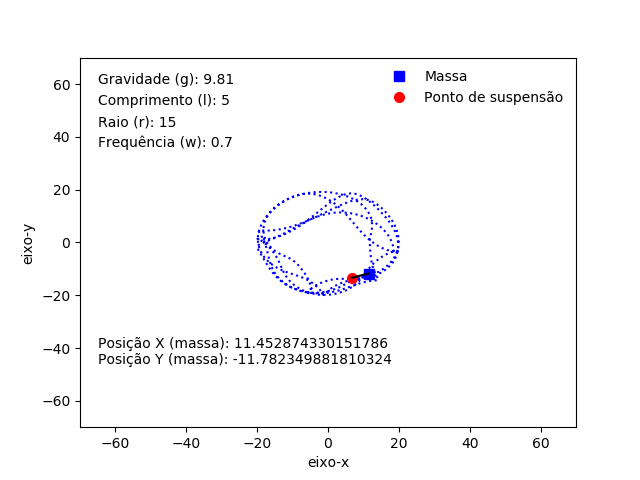 Gravidade (g): 9.81
Comprimento (l): 5
Raio (r): 15
Frequência (w): 0.7
Massa
Ponto de suspensão
60
40
20
0
−20
−40
−60
eixo-y
Posição X (massa): 11.452874330151786
Posição Y (massa): -11.782349881810324
−60
−40
−20
0
20
40
60
eixo-x